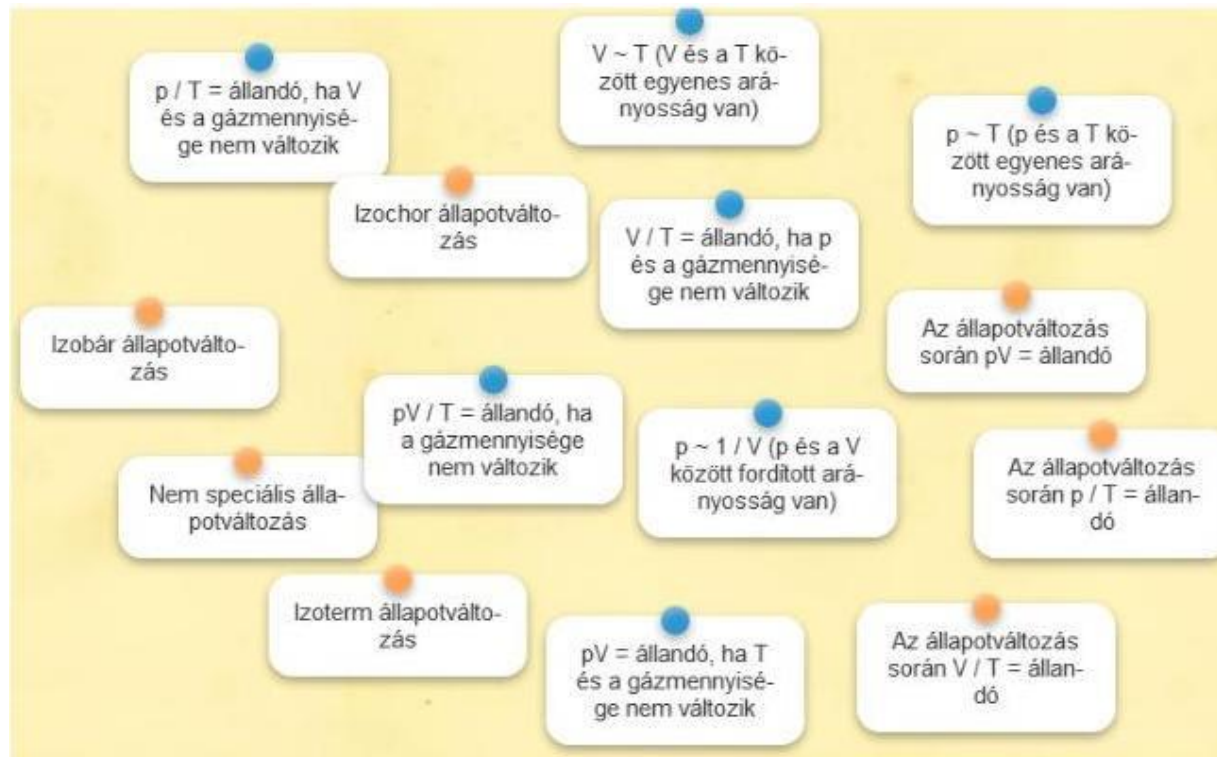 p / T = állandó, ha V
és a gázmennyisé-
ge nem változik
V ~ T (V és a T kö-
zött egyenes ará-
nyosság van)
p ~ T (p és a T kö-
zött egyenes ará-
nyosság van)
Izochor állapotválto-
zás
V / T = állandó, ha p
és a gázmennyisé-
ge nem változik
Izobár állapotválto-
zás
Az állapotváltozás
során pV = állandó
pV / T = állandó, ha
a gázmennyisége
nem változik
p ~ 1 / V (p és a V
között fordított ará-
nyosság van)
Az állapotváltozás
során p / T = állan-
dó
Nem speciális álla-
potváltozás
Izoterm állapotválto-
zás
pV = állandó, ha T
és a gázmennyisé-
ge nem változik
Az állapotváltozás
során V / T = állan-
dó